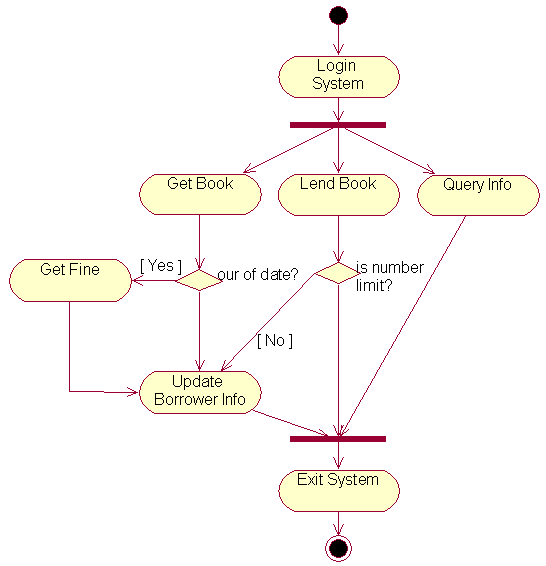 Login
System
Get Book
Lend Book
Query Info
[ Yes ]
Get Fine
our of date?
is number
limit?
[ No ]
Update
Borrower Info
Exit System